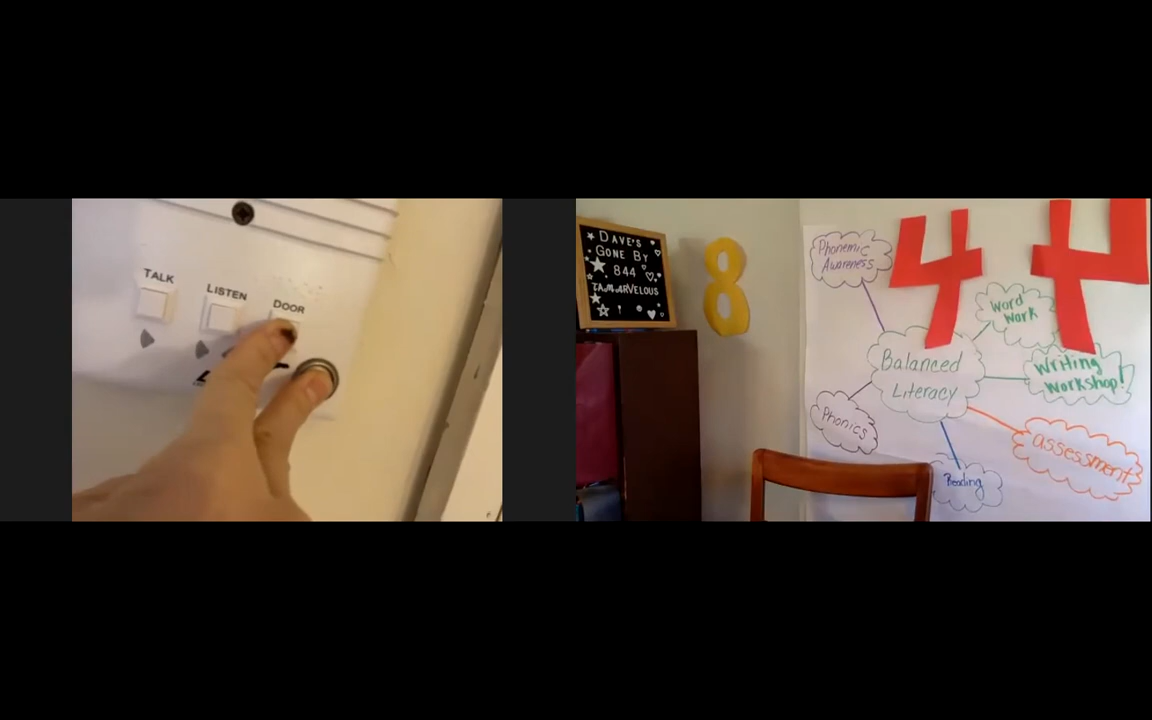 TALK
LISTEN
DOOR
DAVE'S
GONE BY
844
TAMARVELOUS
8
44
Phonemic
Awareness
Word
Work
Balanced
Literacy
Writing
Workshop!
Phonics
assessment
Reading